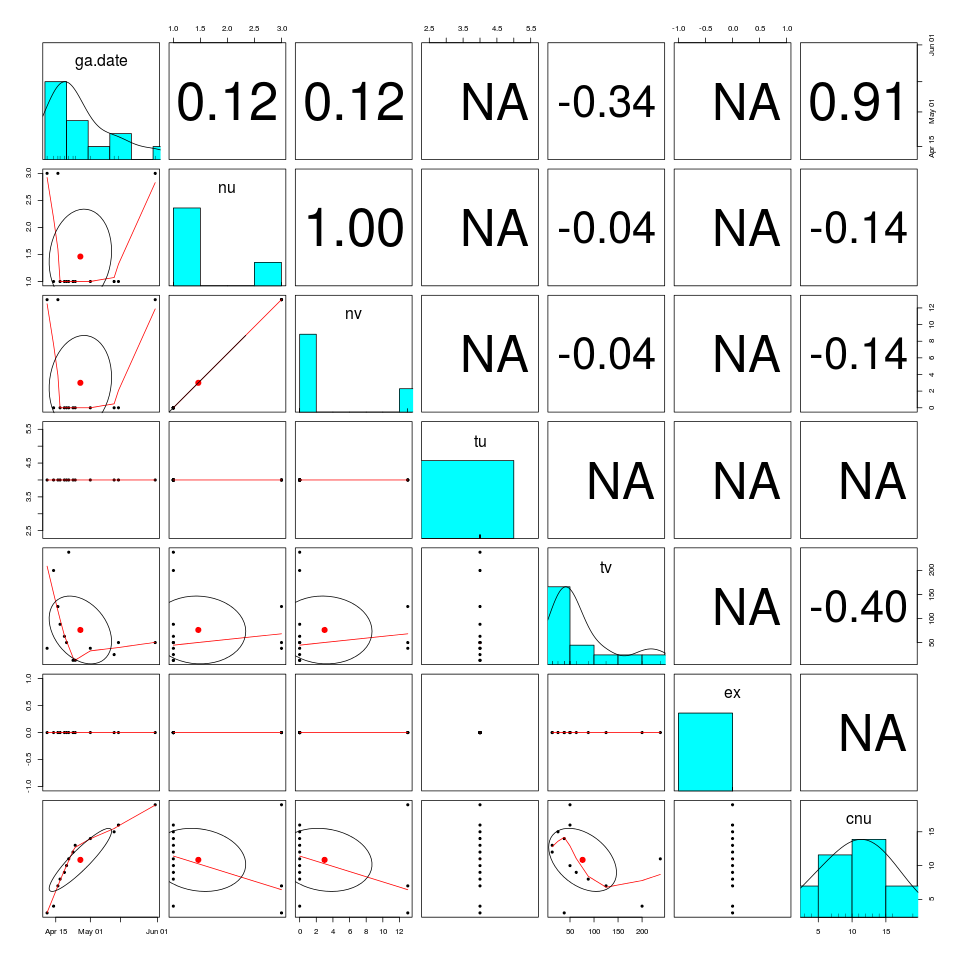 1.0 1.5 2.0 2.5 3.0 2.5 3.5 4.5 5.5 -1.0 -0.5 0.0 0.5 1.0
ga.date 0.12 0.12 NA -0.34 NA 0.91
Apr 15 May 01 Jun 01
1.0 1.5 2.0 2.5 3.0
nu 1.00 NA -0.04 NA -0.14
nv NA -0.04 NA -0.14
0 2 4 6 8 10 12
2.5 3.5 4.5 5.5
tu NA NA NA
tv NA -0.40
50 100 150 200
-1.0 -0.5 0.0 0.5 1.0
ex NA
cnu
5 10 15
Apr 15 May 01 Jun 01 0 2 4 6 8 10 12 50 100 150 200 5 10 15